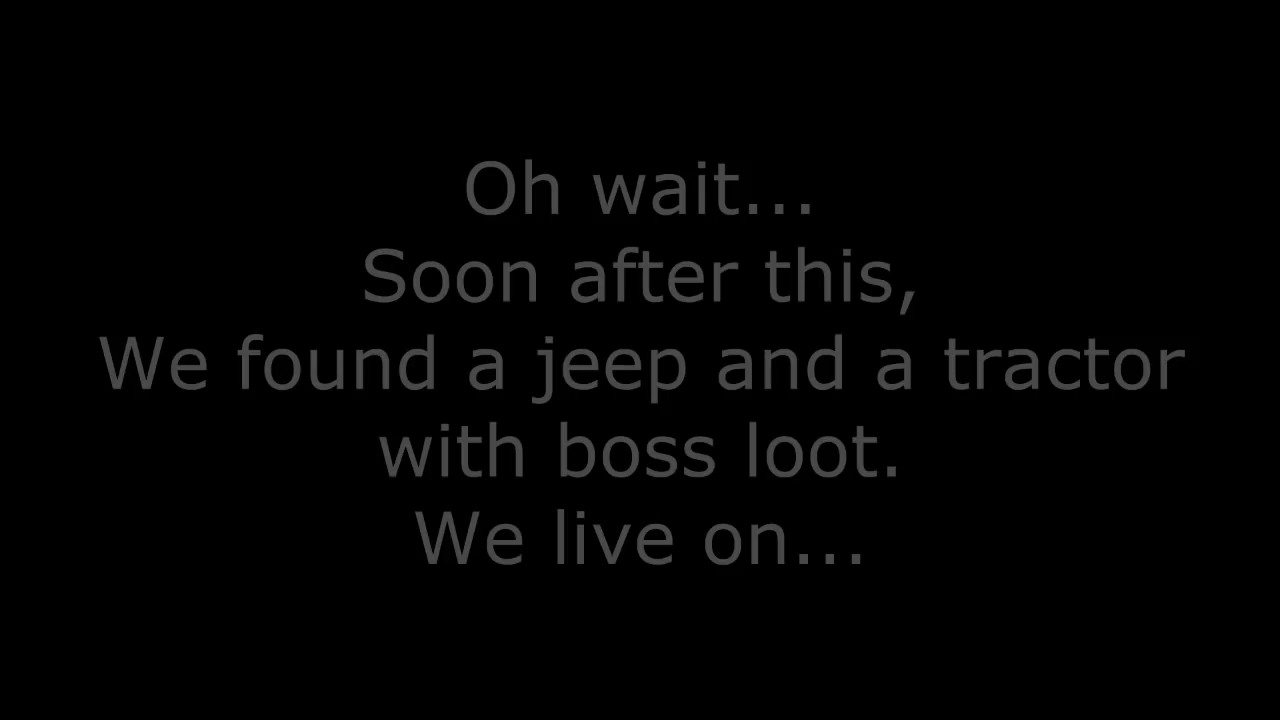 Oh wait...
Soon after this,
We found a jeep and a tractor
with boss loot.
We live on...